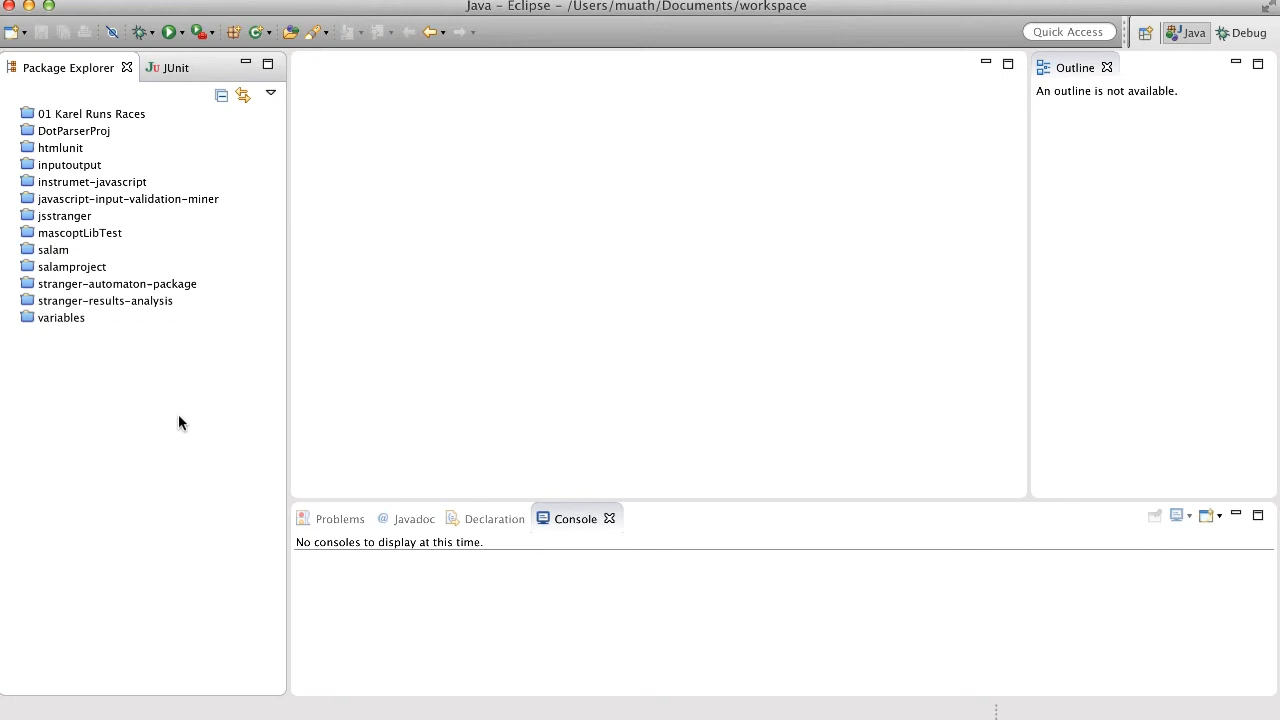 Java - Eclipse - /Users/muath/Documents/workspace
Quick Access
Java
Debug
Package Explorer
JUnit
Outline
An outline is not available.
01 Karel Runs Races
DotParserProj
htmlunit
inputoutput
instrumet-javascript
javascript-input-validation-miner
jsstranger
mascoptLibTest
salam
salamproject
stranger-automaton-package
stranger-results-analysis
variables
Problems
@ Javadoc
Declaration
Console
No consoles to display at this time.